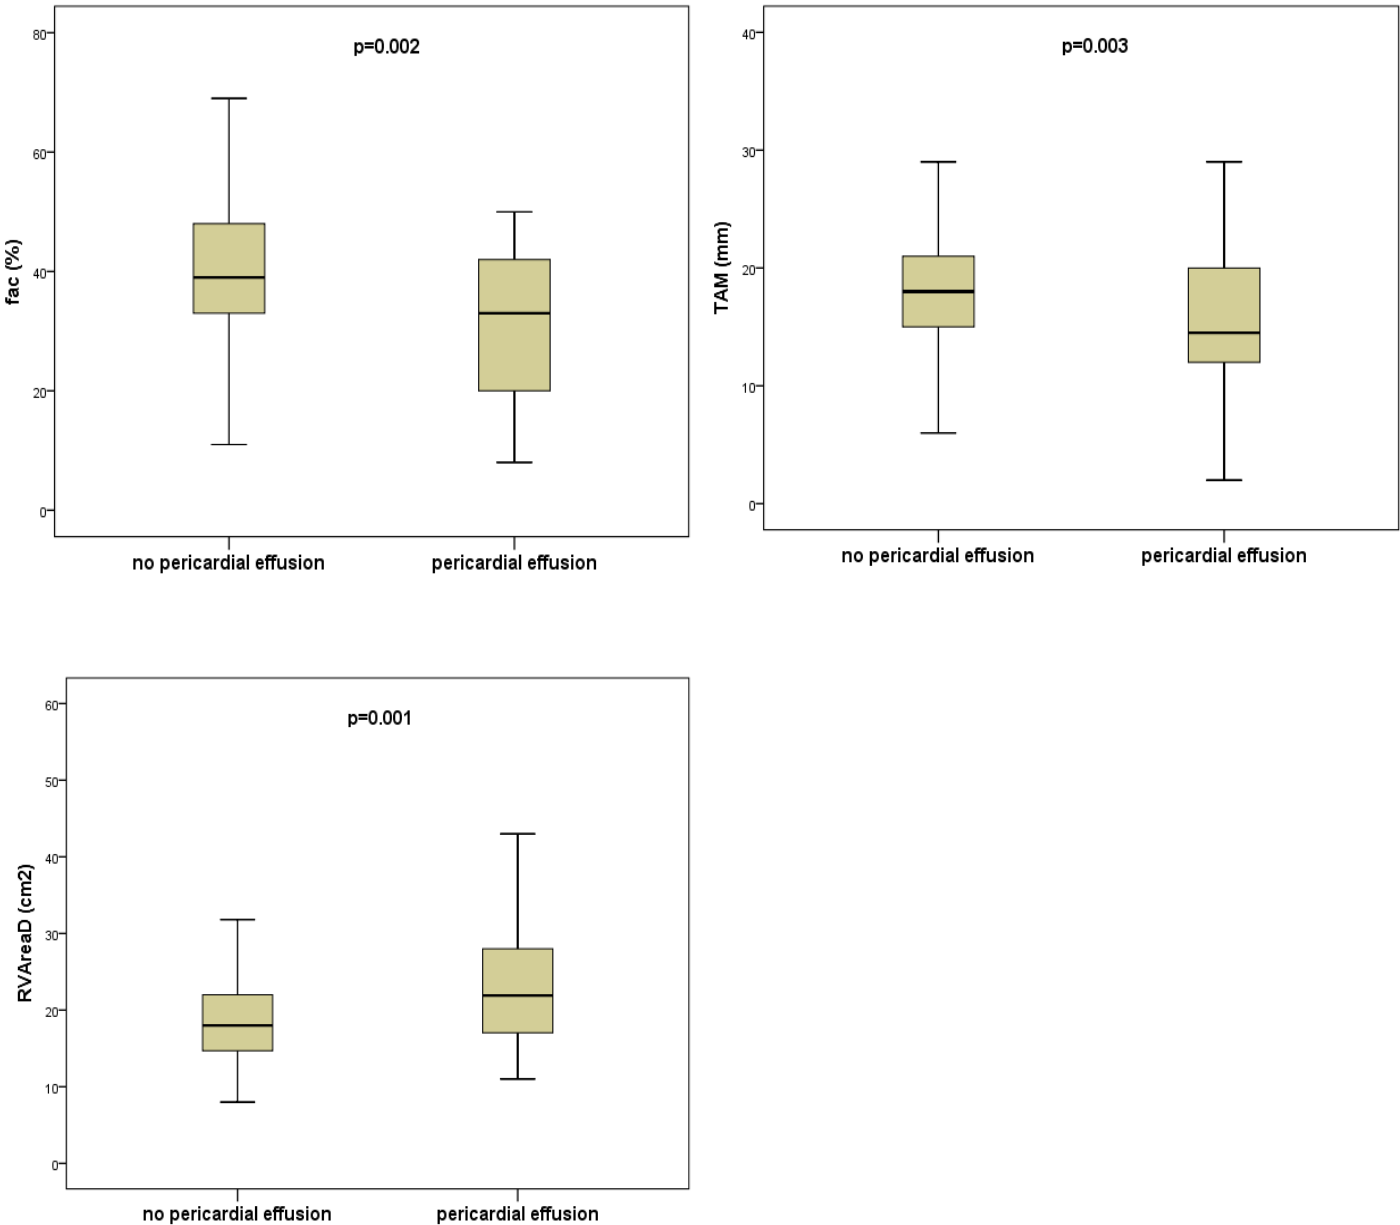 p=0.002
80
60
40
20
0
fac (%)
no pericardial effusion
pericardial effusion
p=0.003
40
30
20
10
0
TAM (mm)
no pericardial effusion
pericardial effusion
p=0.001
60
50
40
30
20
10
0
RVAreaD (cm2)
no pericardial effusion
pericardial effusion